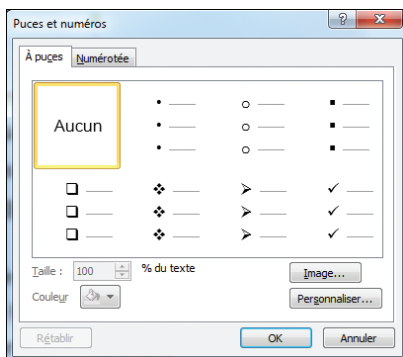 Puces et numéros
À puces Numérotée
Aucun
Taille : 100 % du texte Image...
Couleur Personnaliser...
Rétablir OK Annuler